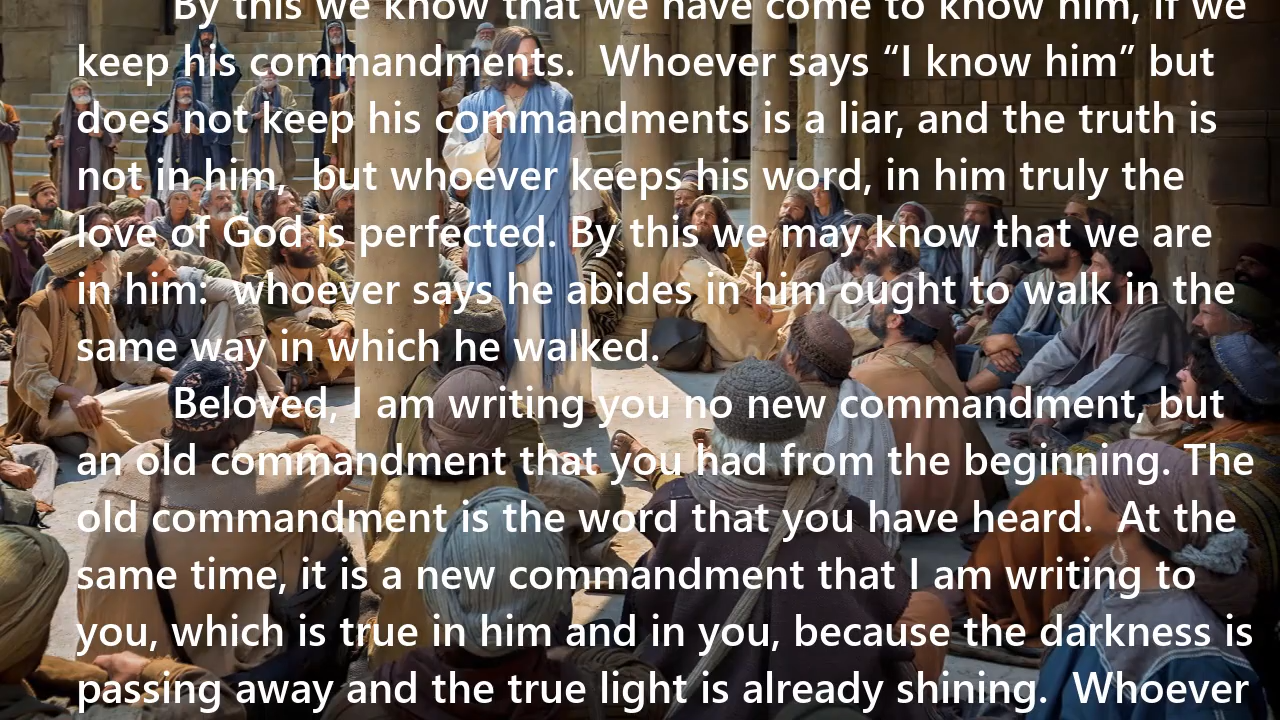 By this we know that we have come to know him, if we
keep his commandments.  Whoever says “I know him” but
does not keep his commandments is a liar, and the truth is
not in him,  but whoever keeps his word, in him truly the
love of God is perfected. By this we may know that we are
in him:  whoever says he abides in him ought to walk in the
same way in which he walked.
Beloved, I am writing you no new commandment, but
an old commandment that you had from the beginning. The
old commandment is the word that you have heard.  At the
same time, it is a new commandment that I am writing to
you, which is true in him and in you, because the darkness is
passing away and the true light is already shining.  Whoever